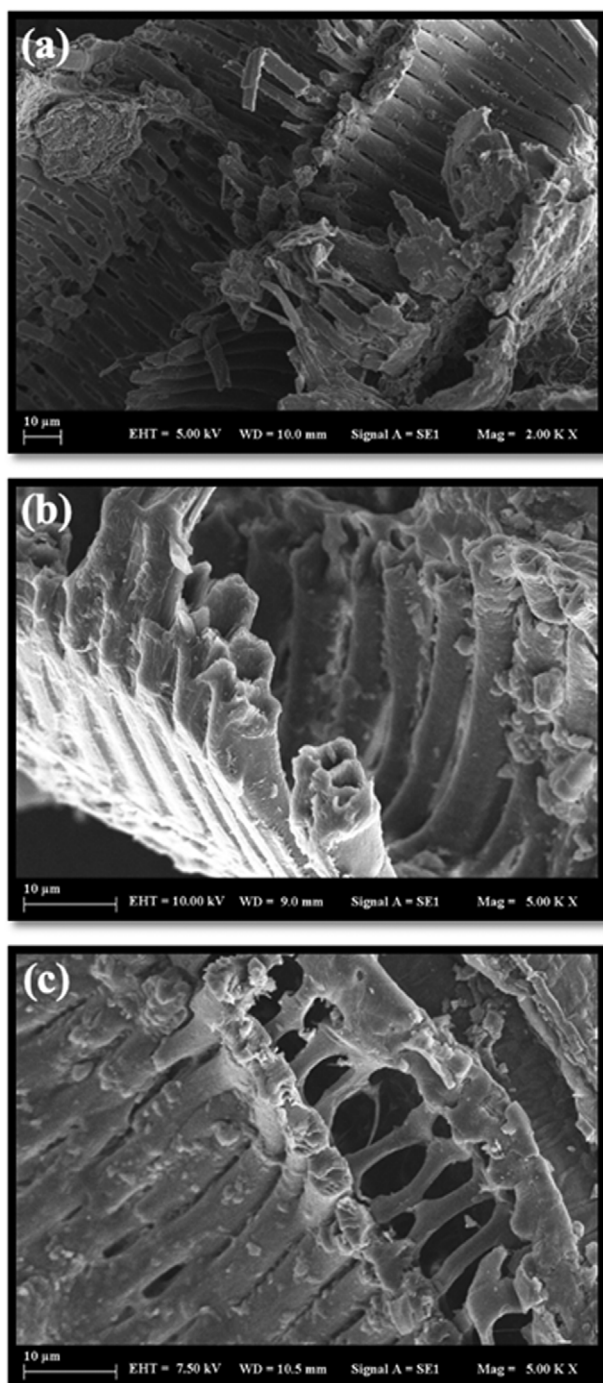 (a)
10 µm
EHT = 5.00 kV WD = 10.0 mm Signal A = SE1 Mag = 2.00 K X
(b)
10 µm
EHT = 10.00 kV WD = 9.0 mm Signal A = SE1 Mag = 5.00 K X
(c)
10 µm
EHT = 7.50 kV WD = 10.5 mm Signal A = SE1 Mag = 5.00 K X